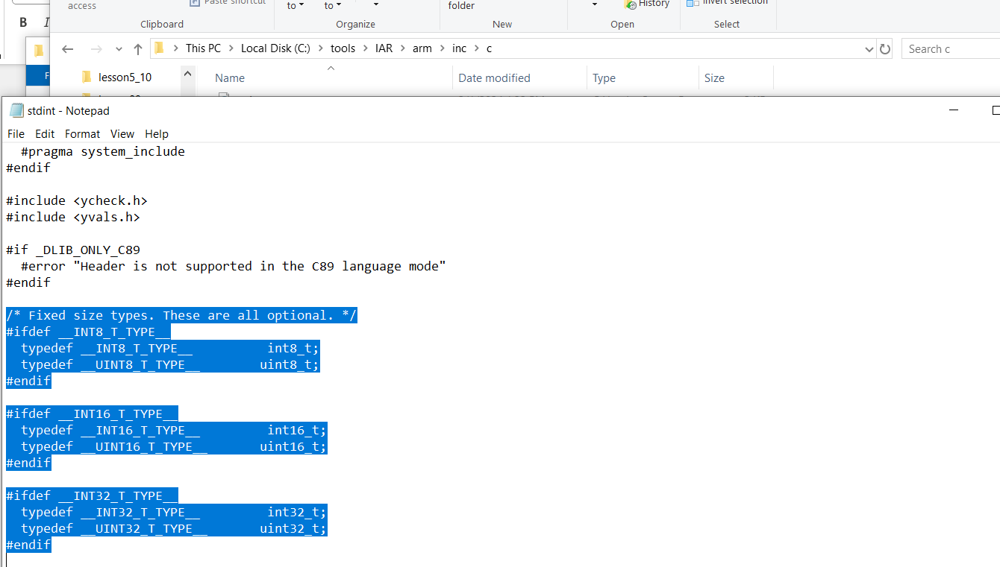 access
Paste shortcut
to
to
folder
History
Invert selection
Clipboard
Organize
New
Open
Select
B I
This PC > Local Disk (C:) > tools > IAR > arm > inc > c
Search c
F
lesson5_10
Name
Date modified
Type
Size
stdint - Notepad
File Edit Format View Help
  #pragma system_include
#endif

#include <ycheck.h>
#include <yvals.h>

#if _DLIB_ONLY_C89
  #error "Header is not supported in the C89 language mode"
#endif

/* Fixed size types. These are all optional. */
#ifdef __INT8_T_TYPE__
  typedef __INT8_T_TYPE__          int8_t;
  typedef __UINT8_T_TYPE__        uint8_t;
#endif

#ifdef __INT16_T_TYPE__
  typedef __INT16_T_TYPE__         int16_t;
  typedef __UINT16_T_TYPE__       uint16_t;
#endif

#ifdef __INT32_T_TYPE__
  typedef __INT32_T_TYPE__         int32_t;
  typedef __UINT32_T_TYPE__       uint32_t;
#endif